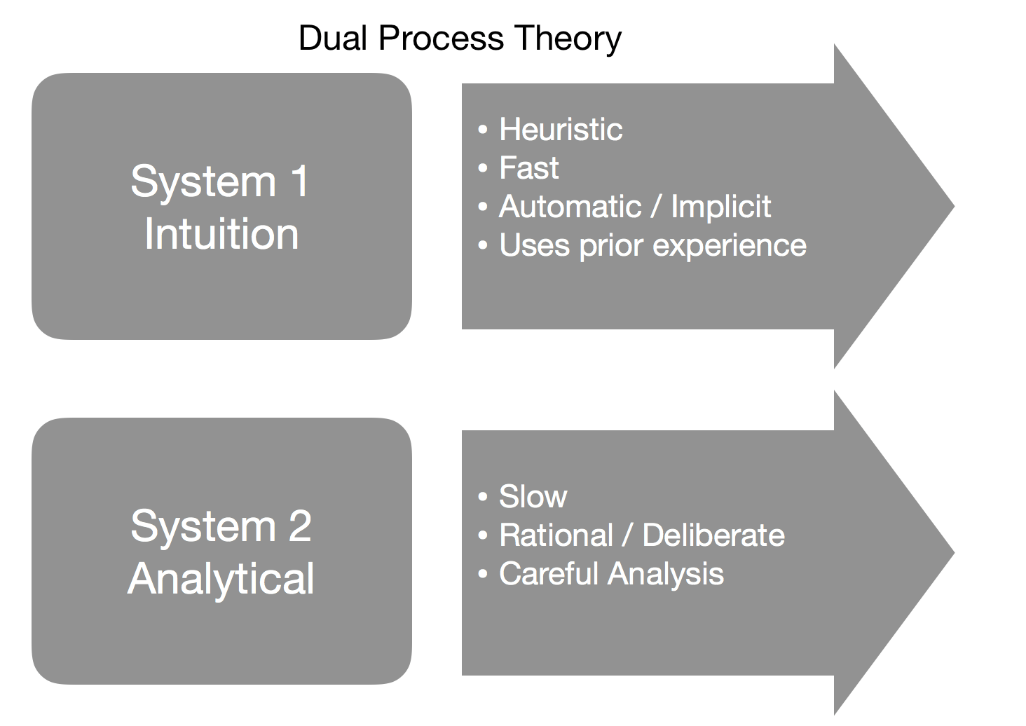 Dual Process Theory
System 1
Intuition
• Heuristic
• Fast
• Automatic / Implicit
• Uses prior experience
System 2
Analytical
• Slow
• Rational / Deliberate
• Careful Analysis